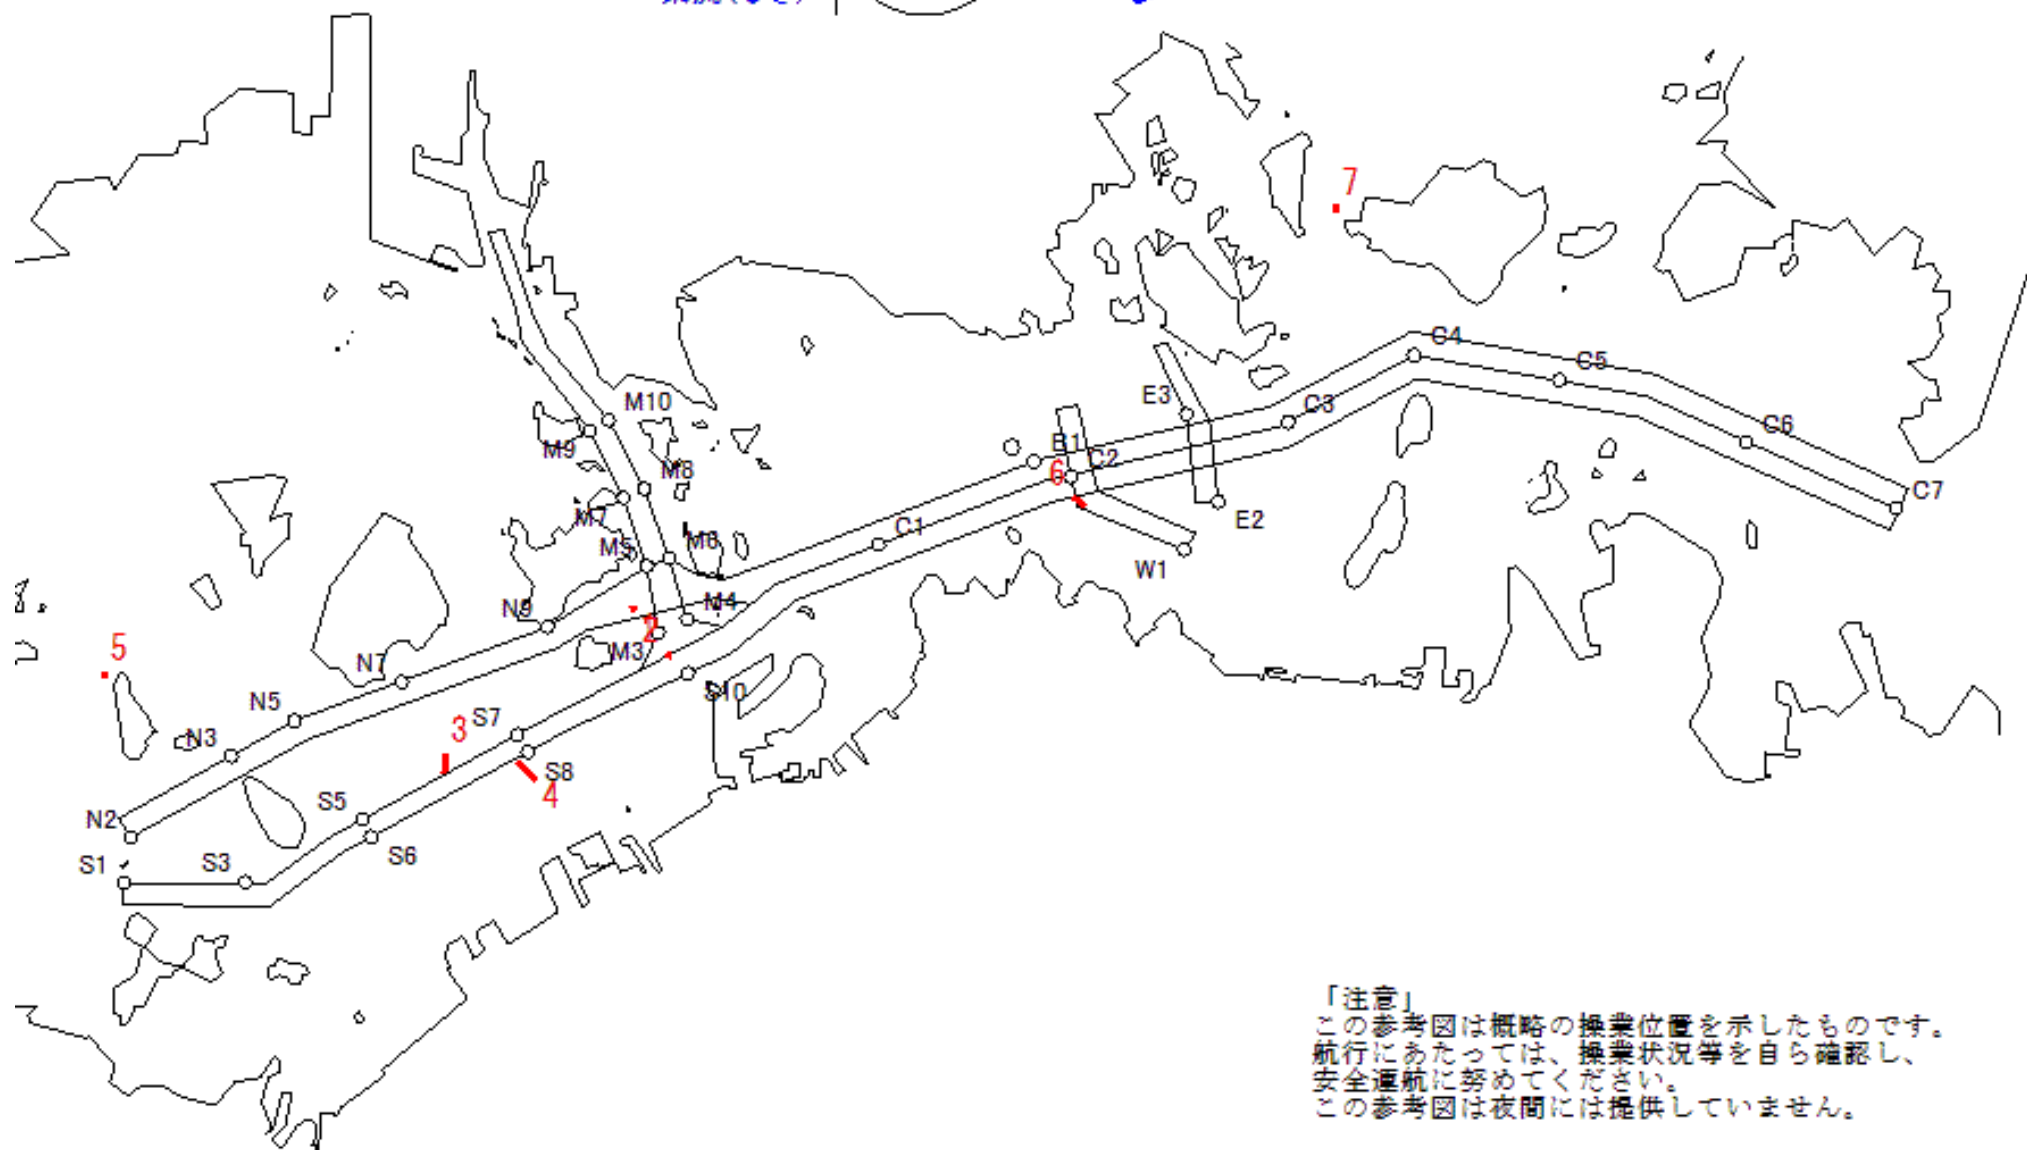 7
C4
C5
M10
E3
C3
C6
M9
B1
C2
M8
6
C7
M7
E2
C1
M5
M6
W1
N9
M4
2
M3
5
N7
S10
N5
S7
3
N3
S8
4
S5
N2
S6
S1
S3
「注意」
この参考図は概略の操業位置を示したものです。
航行にあたっては、操業状況等を自ら確認し、
安全運航に努めてください。
この参考図は夜間には提供していません。